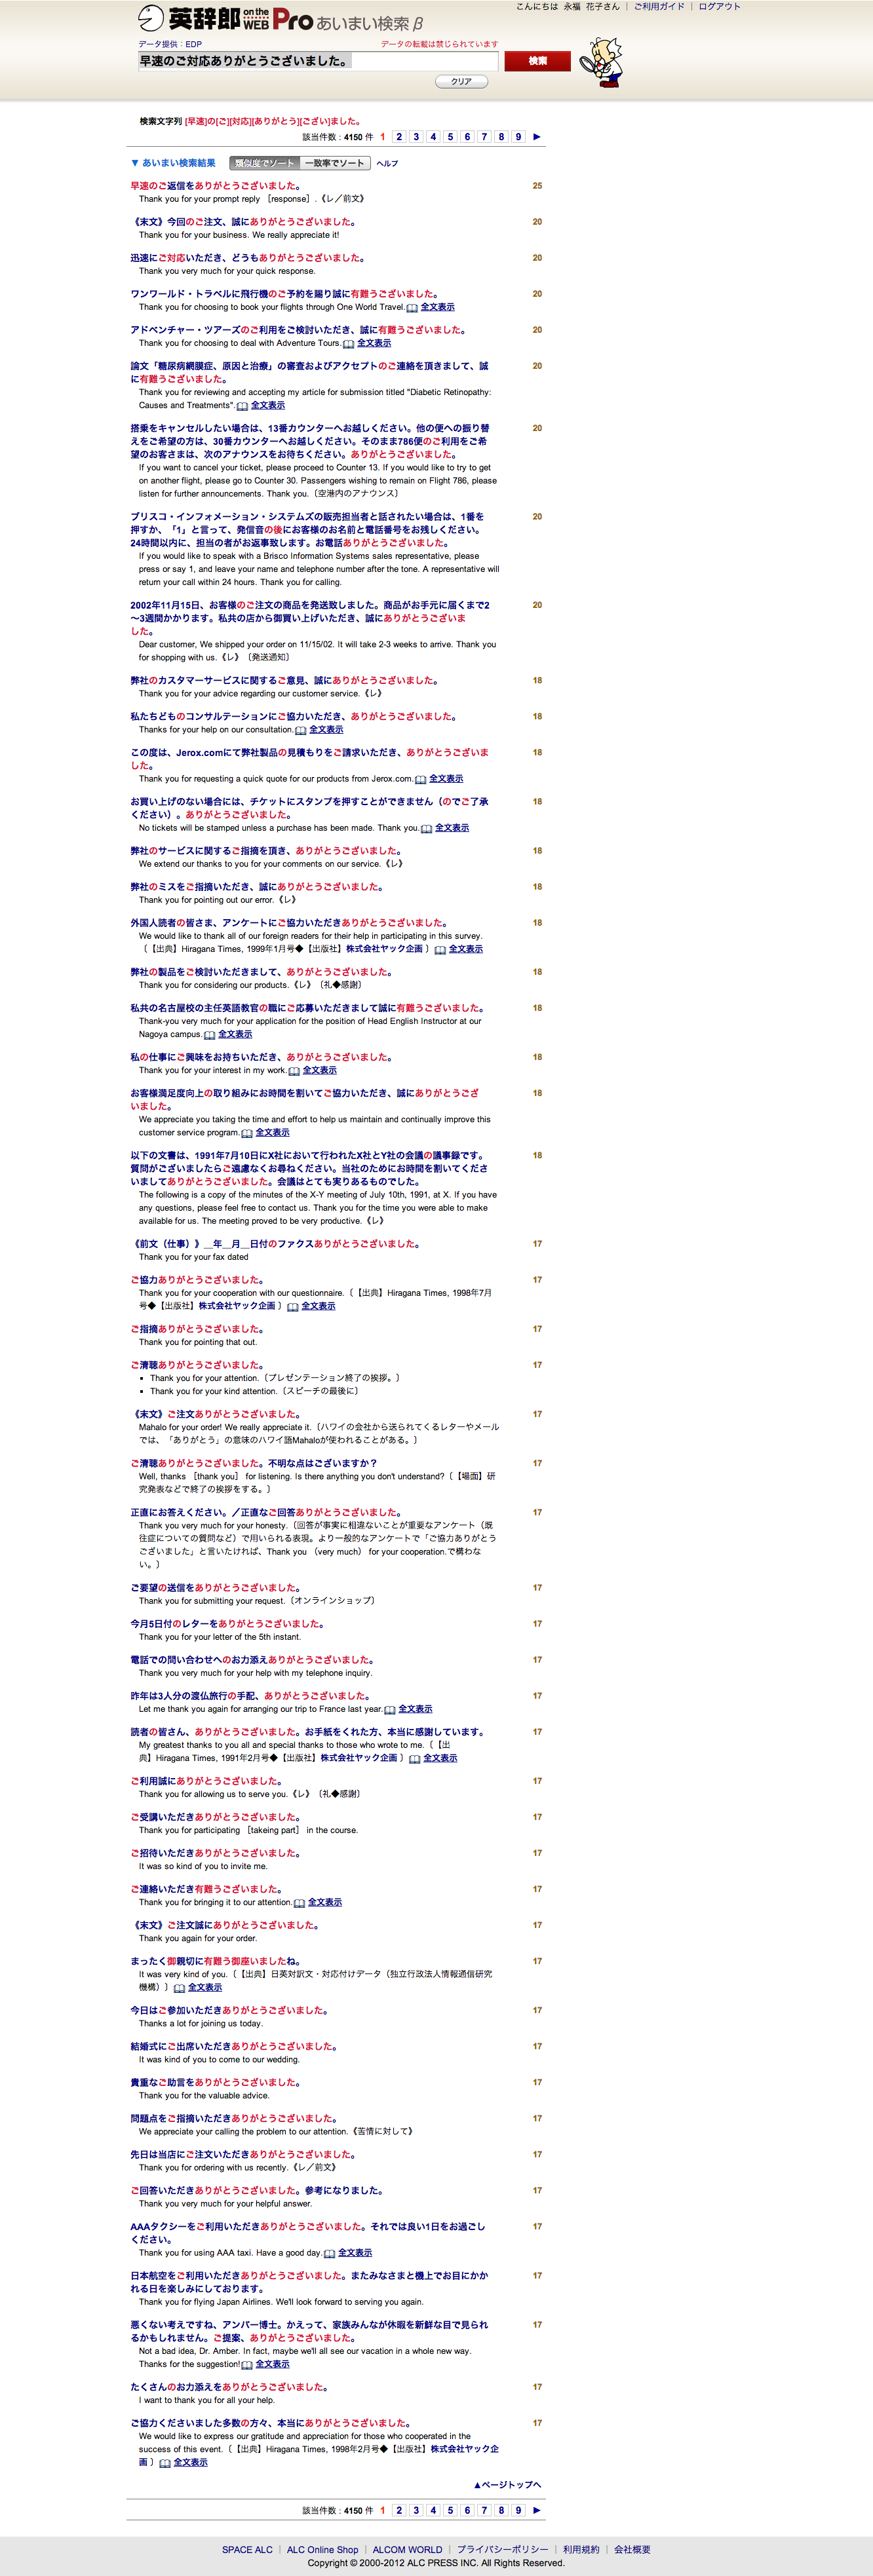 こんにちは 永福 花子さん | ご利用ガイド | ログアウト
英辞郎 on the WEB Pro あいまい検索 β
データ提供：EDP
データの転載は禁じられています
早速のご対応ありがとうございました。
検索
クリア
検索文字列 [早速]の[ご][対応][ありがとう][ござい]ました。
該当件数 : 4150 件 1 2 3 4 5 6 7 8 9 ▶
▼ あいまい検索結果 類似度でソート 一致率でソート ヘルプ
早速のご返信をありがとうございました。 25
Thank you for your prompt reply ［response］.《レ／前文》
《末文》今回のご注文、誠にありがとうございました。 20
Thank you for your business. We really appreciate it!
迅速にご対応いただき、どうもありがとうございました。 20
Thank you very much for your quick response.
ワンワールド・トラベルに飛行機のご予約を賜り誠に有難うございました。 20
Thank you for choosing to book your flights through One World Travel. 全文表示
アドベンチャー・ツアーズのご利用をご検討いただき、誠に有難うございました。 20
Thank you for choosing to deal with Adventure Tours. 全文表示
論文「糖尿病網膜症、原因と治療」の審査およびアクセプトのご連絡を頂きまして、誠 20
に有難うございました。
Thank you for reviewing and accepting my article for submission titled "Diabetic Retinopathy:
Causes and Treatments". 全文表示
搭乗をキャンセルしたい場合は、13番カウンターへお越しください。他の便への振り替 20
えをご希望の方は、30番カウンターへお越しください。そのまま786便のご利用をご希
望のお客さまは、次のアナウンスをお待ちください。ありがとうございました。
If you want to cancel your ticket, please proceed to Counter 13. If you would like to try to get
on another flight, please go to Counter 30. Passengers wishing to remain on Flight 786, please
listen for further announcements. Thank you.〔空港内のアナウンス〕
ブリスコ・インフォメーション・システムズの販売担当者と話されたい場合は、1番を 20
押すか、「1」と言って、発信音の後にお客様のお名前と電話番号をお残しください。
24時間以内に、担当の者がお返事致します。お電話ありがとうございました。
If you would like to speak with a Brisco Information Systems sales representative, please
press or say 1, and leave your name and telephone number after the tone. A representative will
return your call within 24 hours. Thank you for calling.
2002年11月15日、お客様のご注文の商品を発送致しました。商品がお手元に届くまで2 20
～3週間かかります。私共の店から御買い上げいただき、誠にありがとうございま
した。
Dear customer, We shipped your order on 11/15/02. It will take 2-3 weeks to arrive. Thank you
for shopping with us.《レ》〔発送通知〕
弊社のカスタマーサービスに関するご意見、誠にありがとうございました。 18
Thank you for your advice regarding our customer service.《レ》
私たちどものコンサルテーションにご協力いただき、ありがとうございました。 18
Thanks for your help on our consultation. 全文表示
この度は、Jerox.comにて弊社製品の見積もりをご請求いただき、ありがとうございま 18
した。
Thank you for requesting a quick quote for our products from Jerox.com. 全文表示
お買い上げのない場合には、チケットにスタンプを押すことができません（のでご了承 18
ください）。ありがとうございました。
No tickets will be stamped unless a purchase has been made. Thank you. 全文表示
弊社のサービスに関するご指摘を頂き、ありがとうございました。 18
We extend our thanks to you for your comments on our service.《レ》
弊社のミスをご指摘いただき、誠にありがとうございました。 18
Thank you for pointing out our error.《レ》
外国人読者の皆さま、アンケートにご協力いただきありがとうございました。 18
We would like to thank all of our foreign readers for their help in participating in this survey.
〔【出典】Hiragana Times, 1999年1月号◆【出版社】株式会社ヤック企画 〕 全文表示
弊社の製品をご検討いただきまして、ありがとうございました。 18
Thank you for considering our products.《レ》〔礼◆感謝〕
私共の名古屋校の主任英語教官の職にご応募いただきまして誠に有難うございました。 18
Thank-you very much for your application for the position of Head English Instructor at our
Nagoya campus. 全文表示
私の仕事にご興味をお持ちいただき、ありがとうございました。 18
Thank you for your interest in my work. 全文表示
お客様満足度向上の取り組みにお時間を割いてご協力いただき、誠にありがとうござ 18
いました。
We appreciate you taking the time and effort to help us maintain and continually improve this
customer service program. 全文表示
以下の文書は、1991年7月10日にX社において行われたX社とY社の会議の議事録です。 18
質問がございましたらご遠慮なくお尋ねください。当社のためにお時間を割いてくださ
いましてありがとうございました。会議はとても実りあるものでした。
The following is a copy of the minutes of the X-Y meeting of July 10th, 1991, at X. If you have
any questions, please feel free to contact us. Thank you for the time you were able to make
available for us. The meeting proved to be very productive.《レ》
《前文（仕事）》__年__月__日付のファクスありがとうございました。 17
Thank you for your fax dated
ご協力ありがとうございました。 17
Thank you for your cooperation with our questionnaire.〔【出典】Hiragana Times, 1998年7月
号◆【出版社】株式会社ヤック企画 〕 全文表示
ご指摘ありがとうございました。 17
Thank you for pointing that out.
ご清聴ありがとうございました。 17
▪ Thank you for your attention.〔プレゼンテーション終了の挨拶。〕
▪ Thank you for your kind attention.〔スピーチの最後に〕
《末文》ご注文ありがとうございました。 17
Mahalo for your order! We really appreciate it.〔ハワイの会社から送られてくるレターやメール
では、「ありがとう」の意味のハワイ語Mahaloが使われることがある。〕
ご清聴ありがとうございました。不明な点はございますか？ 17
Well, thanks ［thank you］ for listening. Is there anything you don't understand?〔【場面】研
究発表などで終了の挨拶をする。〕
正直にお答えください。／正直なご回答ありがとうございました。 17
Thank you very much for your honesty.〔回答が事実に相違ないことが重要なアンケート（既
往症についての質問など）で用いられる表現。より一般的なアンケートで「ご協力ありがとう
ございました」と言いたければ、Thank you （very much） for your cooperation.で構わな
い。〕
ご要望の送信をありがとうございました。 17
Thank you for submitting your request.〔オンラインショップ〕
今月5日付のレターをありがとうございました。 17
Thank you for your letter of the 5th instant.
電話での問い合わせへのお力添えありがとうございました。 17
Thank you very much for your help with my telephone inquiry.
昨年は3人分の渡仏旅行の手配、ありがとうございました。 17
Let me thank you again for arranging our trip to France last year. 全文表示
読者の皆さん、ありがとうございました。お手紙をくれた方、本当に感謝しています。 17
My greatest thanks to you all and special thanks to those who wrote to me.〔【出
典】Hiragana Times, 1991年2月号◆【出版社】株式会社ヤック企画 〕 全文表示
ご利用誠にありがとうございました。 17
Thank you for allowing us to serve you.《レ》〔礼◆感謝〕
ご受講いただきありがとうございました。 17
Thank you for participating ［takeing part］ in the course.
ご招待いただきありがとうございました。 17
It was so kind of you to invite me.
ご連絡いただき有難うございました。 17
Thank you for bringing it to our attention. 全文表示
《末文》ご注文誠にありがとうございました。 17
Thank you again for your order.
まったく御親切に有難う御座いましたね。 17
It was very kind of you.〔【出典】日英対訳文・対応付けデータ（独立行政法人情報通信研究
機構）〕 全文表示
今日はご参加いただきありがとうございました。 17
Thanks a lot for joining us today.
結婚式にご出席いただきありがとうございました。 17
It was kind of you to come to our wedding.
貴重なご助言をありがとうございました。 17
Thank you for the valuable advice.
問題点をご指摘いただきありがとうございました。 17
We appreciate your calling the problem to our attention.《苦情に対して》
先日は当店にご注文いただきありがとうございました。 17
Thank you for ordering with us recently.《レ／前文》
ご回答いただきありがとうございました。参考になりました。 17
Thank you very much for your helpful answer.
AAAタクシーをご利用いただきありがとうございました。それでは良い1日をお過ごし 17
ください。
Thank you for using AAA taxi. Have a good day. 全文表示
日本航空をご利用いただきありがとうございました。またみなさまと機上でお目にかか 17
れる日を楽しみにしております。
Thank you for flying Japan Airlines. We'll look forward to serving you again.
悪くない考えですね、アンバー博士。かえって、家族みんなが休暇を新鮮な目で見られ 17
るかもしれません。ご提案、ありがとうございました。
Not a bad idea, Dr. Amber. In fact, maybe we'll all see our vacation in a whole new way.
Thanks for the suggestion! 全文表示
たくさんのお力添えをありがとうございました。 17
I want to thank you for all your help.
ご協力くださいました多数の方々、本当にありがとうございました。 17
We would like to express our gratitude and appreciation for those who cooperated in the
success of this event.〔【出典】Hiragana Times, 1998年2月号◆【出版社】株式会社ヤック企
画 〕 全文表示
▲ページトップへ
該当件数 : 4150 件 1 2 3 4 5 6 7 8 9 ▶
SPACE ALC | ALC Online Shop | ALCOM WORLD | プライバシーポリシー | 利用規約 | 会社概要
Copyright © 2000-2012 ALC PRESS INC. All Rights Reserved.